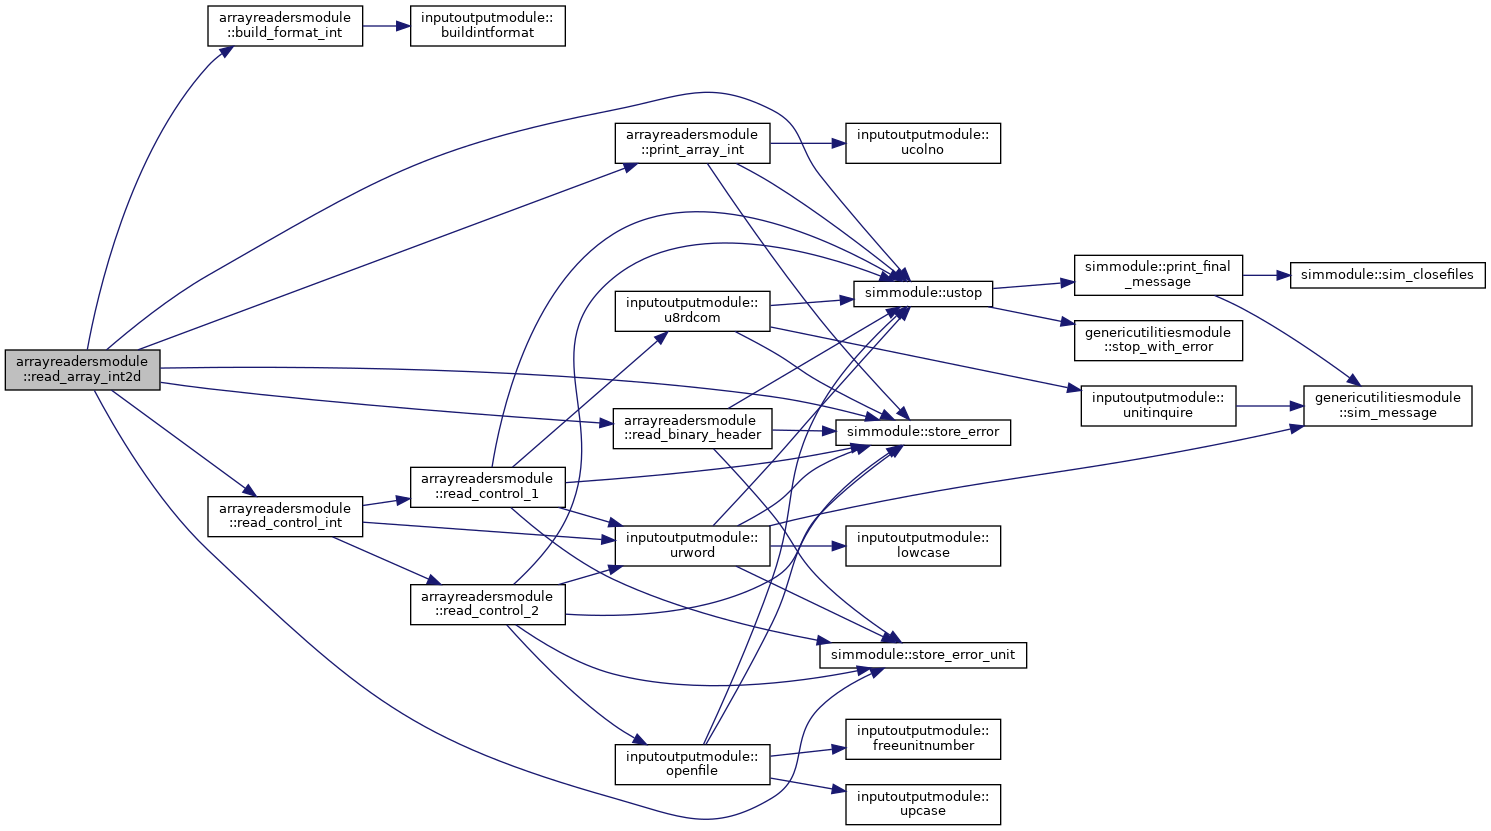 arrayreadersmodule
::build_format_int
inputoutputmodule::
buildintformat
arrayreadersmodule
::print_array_int
inputoutputmodule::
ucolno
simmodule::print_final
_message
simmodule::sim_closefiles
simmodule::ustop
inputoutputmodule::
u8rdcom
genericutilitiesmodule
::stop_with_error
arrayreadersmodule
::read_array_int2d
inputoutputmodule::
unitinquire
genericutilitiesmodule
::sim_message
arrayreadersmodule
::read_binary_header
simmodule::store_error
arrayreadersmodule
::read_control_1
arrayreadersmodule
::read_control_int
inputoutputmodule::
urword
inputoutputmodule::
lowcase
arrayreadersmodule
::read_control_2
simmodule::store_error_unit
inputoutputmodule::
freeunitnumber
inputoutputmodule::
openfile
inputoutputmodule::
upcase